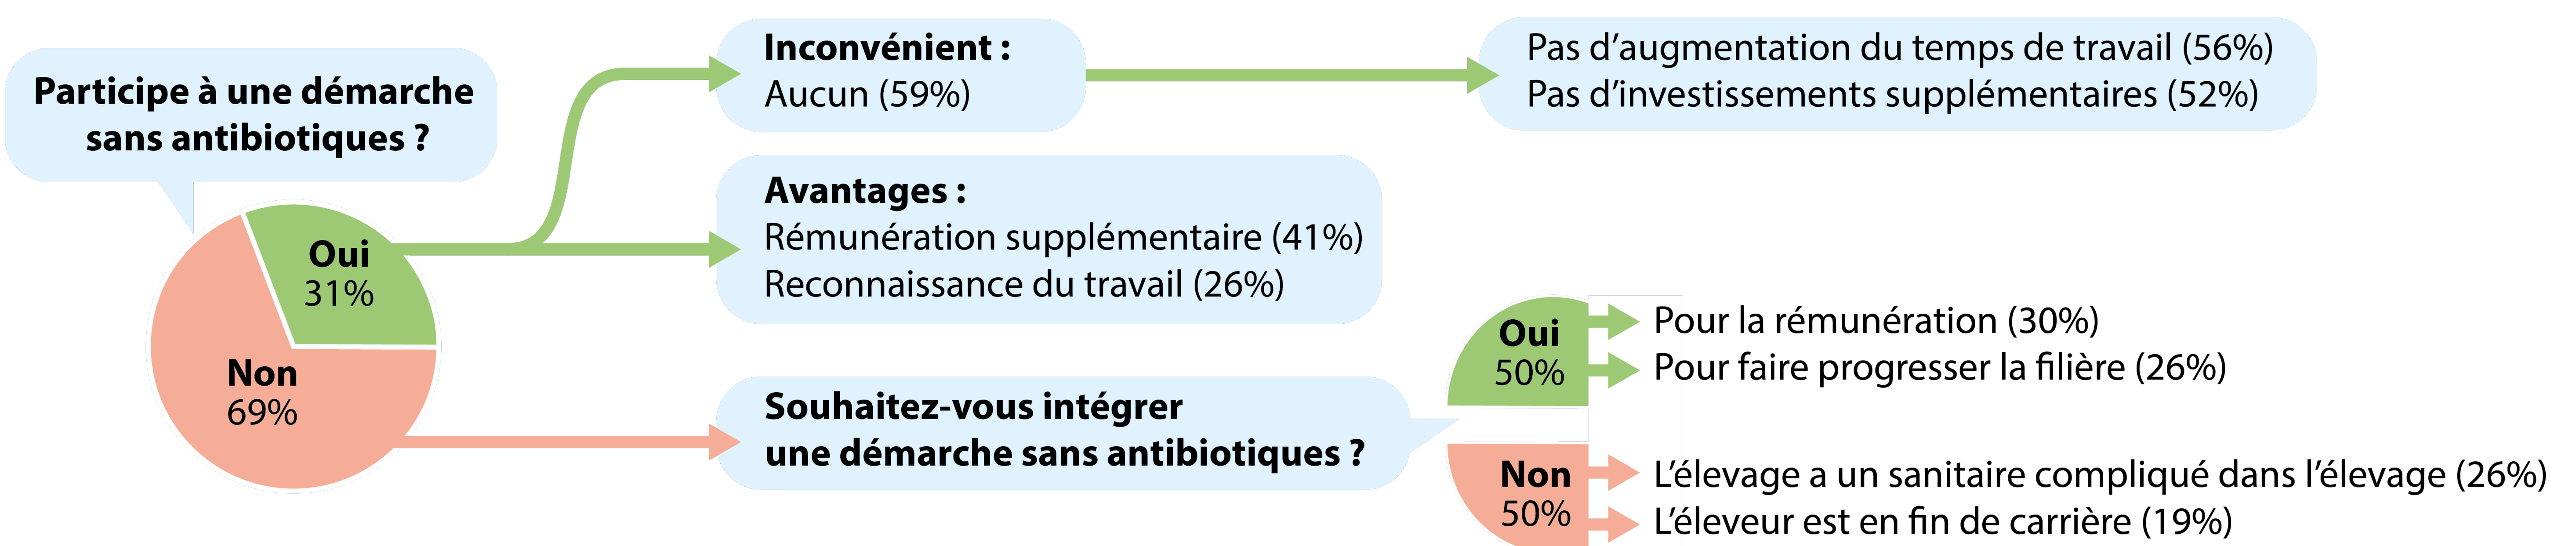 Participe à une démarche
sans antibiotiques ?
Oui
31%
Non
69%
Inconvénient :
Aucun (59%)
Pas d’augmentation du temps de travail (56%)
Pas d’investissements supplémentaires (52%)
Avantages :
Rémunération supplémentaire (41%)
Reconnaissance du travail (26%)
Souhaitez-vous intégrer
une démarche sans antibiotiques ?
Oui
50%
Pour la rémunération (30%)
Pour faire progresser la filière (26%)
Non
50%
L’élevage a un sanitaire compliqué dans l’élevage (26%)
L’éleveur est en fin de carrière (19%)